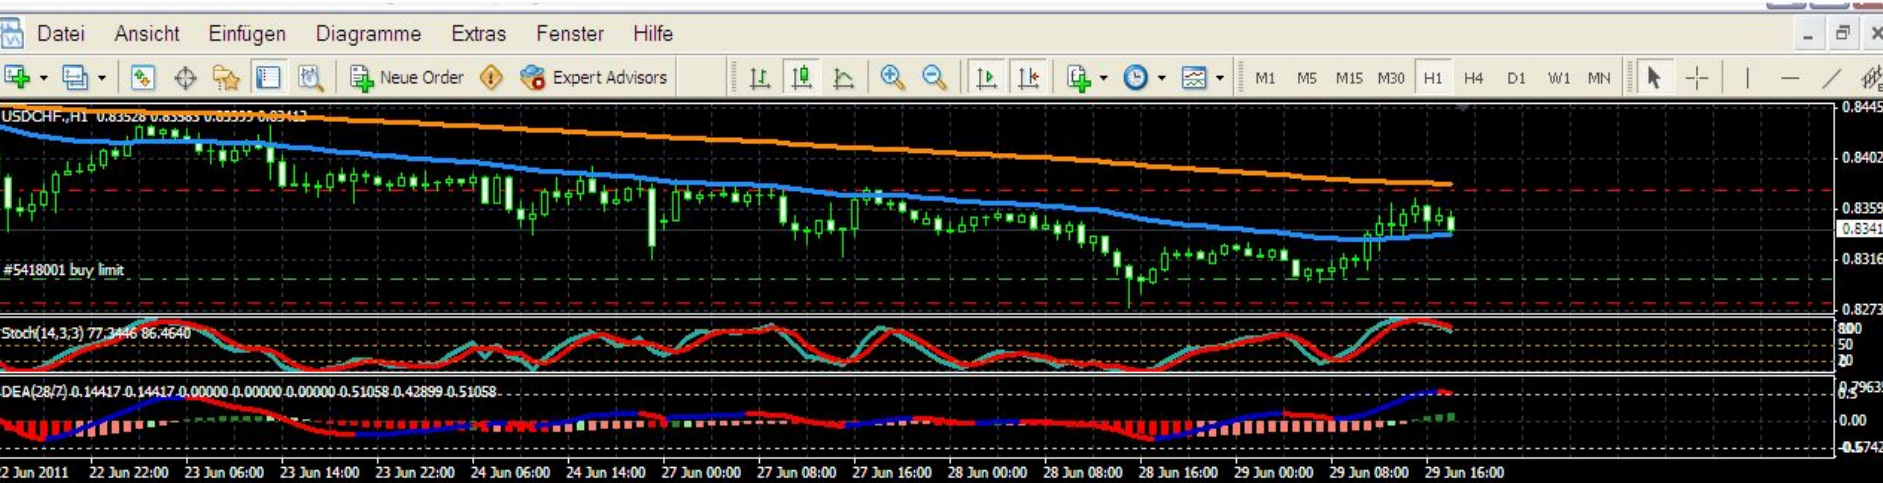 Datei Ansicht Einfügen Diagramme Extras Fenster Hilfe
Neue Order Expert Advisors M1 M5 M15 M30 H1 H4 D1 W1 MN
USDCHF.,H1 0.83528 0.83583
0.8445
0.8402
0.8359
0.8341
#5418001 buy limit
0.8316
0.8273
Stoch(14,3,3) 77.3446 86.4640
50
20
DEA(28/7) 0.14417 0.14417 0.00000 0.00000 0.00000 0.51058 0.42899 0.51058
0.5
0.00
22 Jun 2011 22 Jun 22:00 23 Jun 06:00 23 Jun 14:00 23 Jun 22:00 24 Jun 06:00 24 Jun 14:00 27 Jun 00:00 27 Jun 08:00 27 Jun 16:00 28 Jun 00:00 28 Jun 08:00 28 Jun 16:00 29 Jun 00:00 29 Jun 08:00 29 Jun 16:00